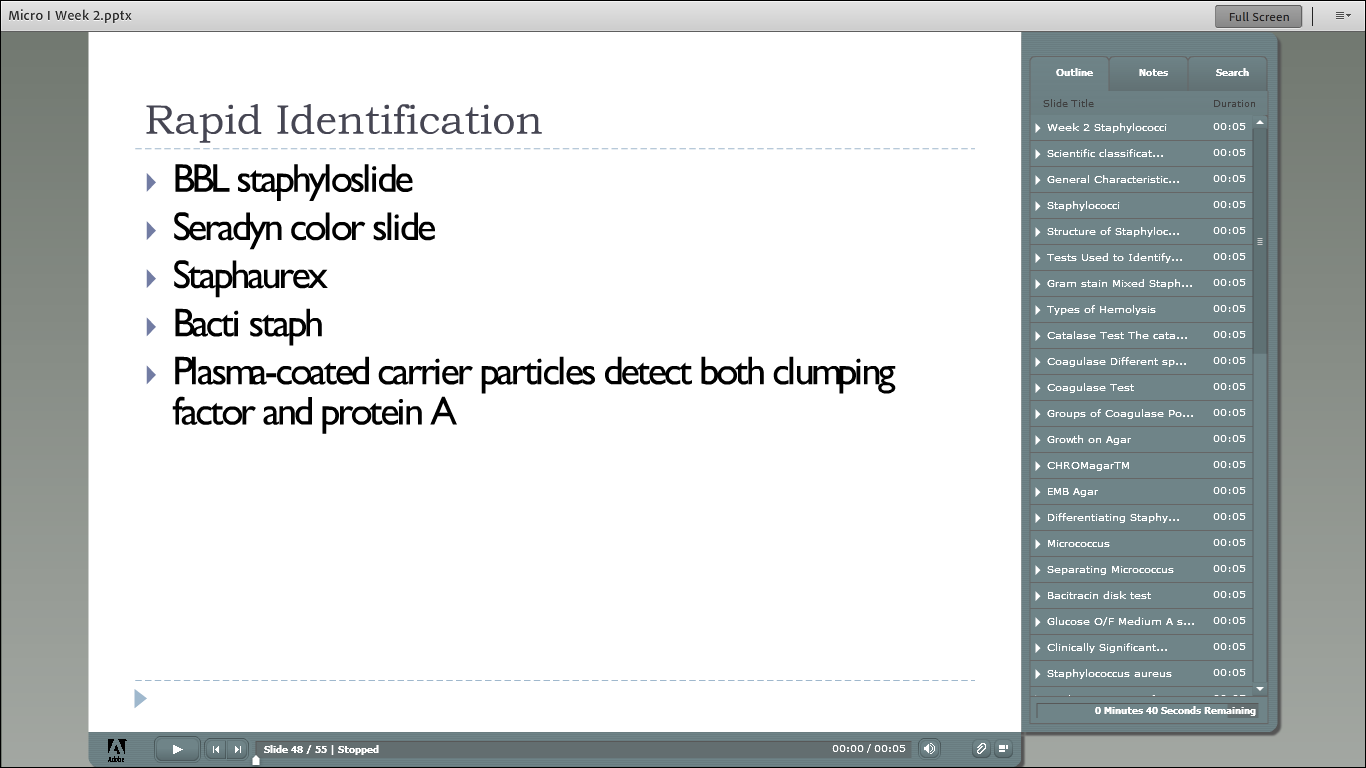 Micro I Week 2.pptx
Full Screen
Rapid Identification
BBL staphyloslide
Seradyn color slide
Staphaurex
Bacti staph
Plasma-coated carrier particles detect both clumping
factor and protein A
Outline Notes Search
Slide Title Duration
Week 2 Staphylococci 00:05
Scientific classificat... 00:05
General Characteristic... 00:05
Staphylococci 00:05
Structure of Staphyloc... 00:05
Tests Used to Identify... 00:05
Gram stain Mixed Staph... 00:05
Types of Hemolysis 00:05
Catalase Test The cata... 00:05
Coagulase Different sp... 00:05
Coagulase Test 00:05
Groups of Coagulase Po... 00:05
Growth on Agar 00:05
CHROMagarTM 00:05
EMB Agar 00:05
Differentiating Staphy... 00:05
Micrococcus 00:05
Separating Micrococcus 00:05
Bacitracin disk test 00:05
Glucose O/F Medium A s... 00:05
Clinically Significant... 00:05
Staphylococcus aureus 00:05
0 Minutes 40 Seconds Remaining
Adobe
Slide 48 / 55 | Stopped 00:00 / 00:05